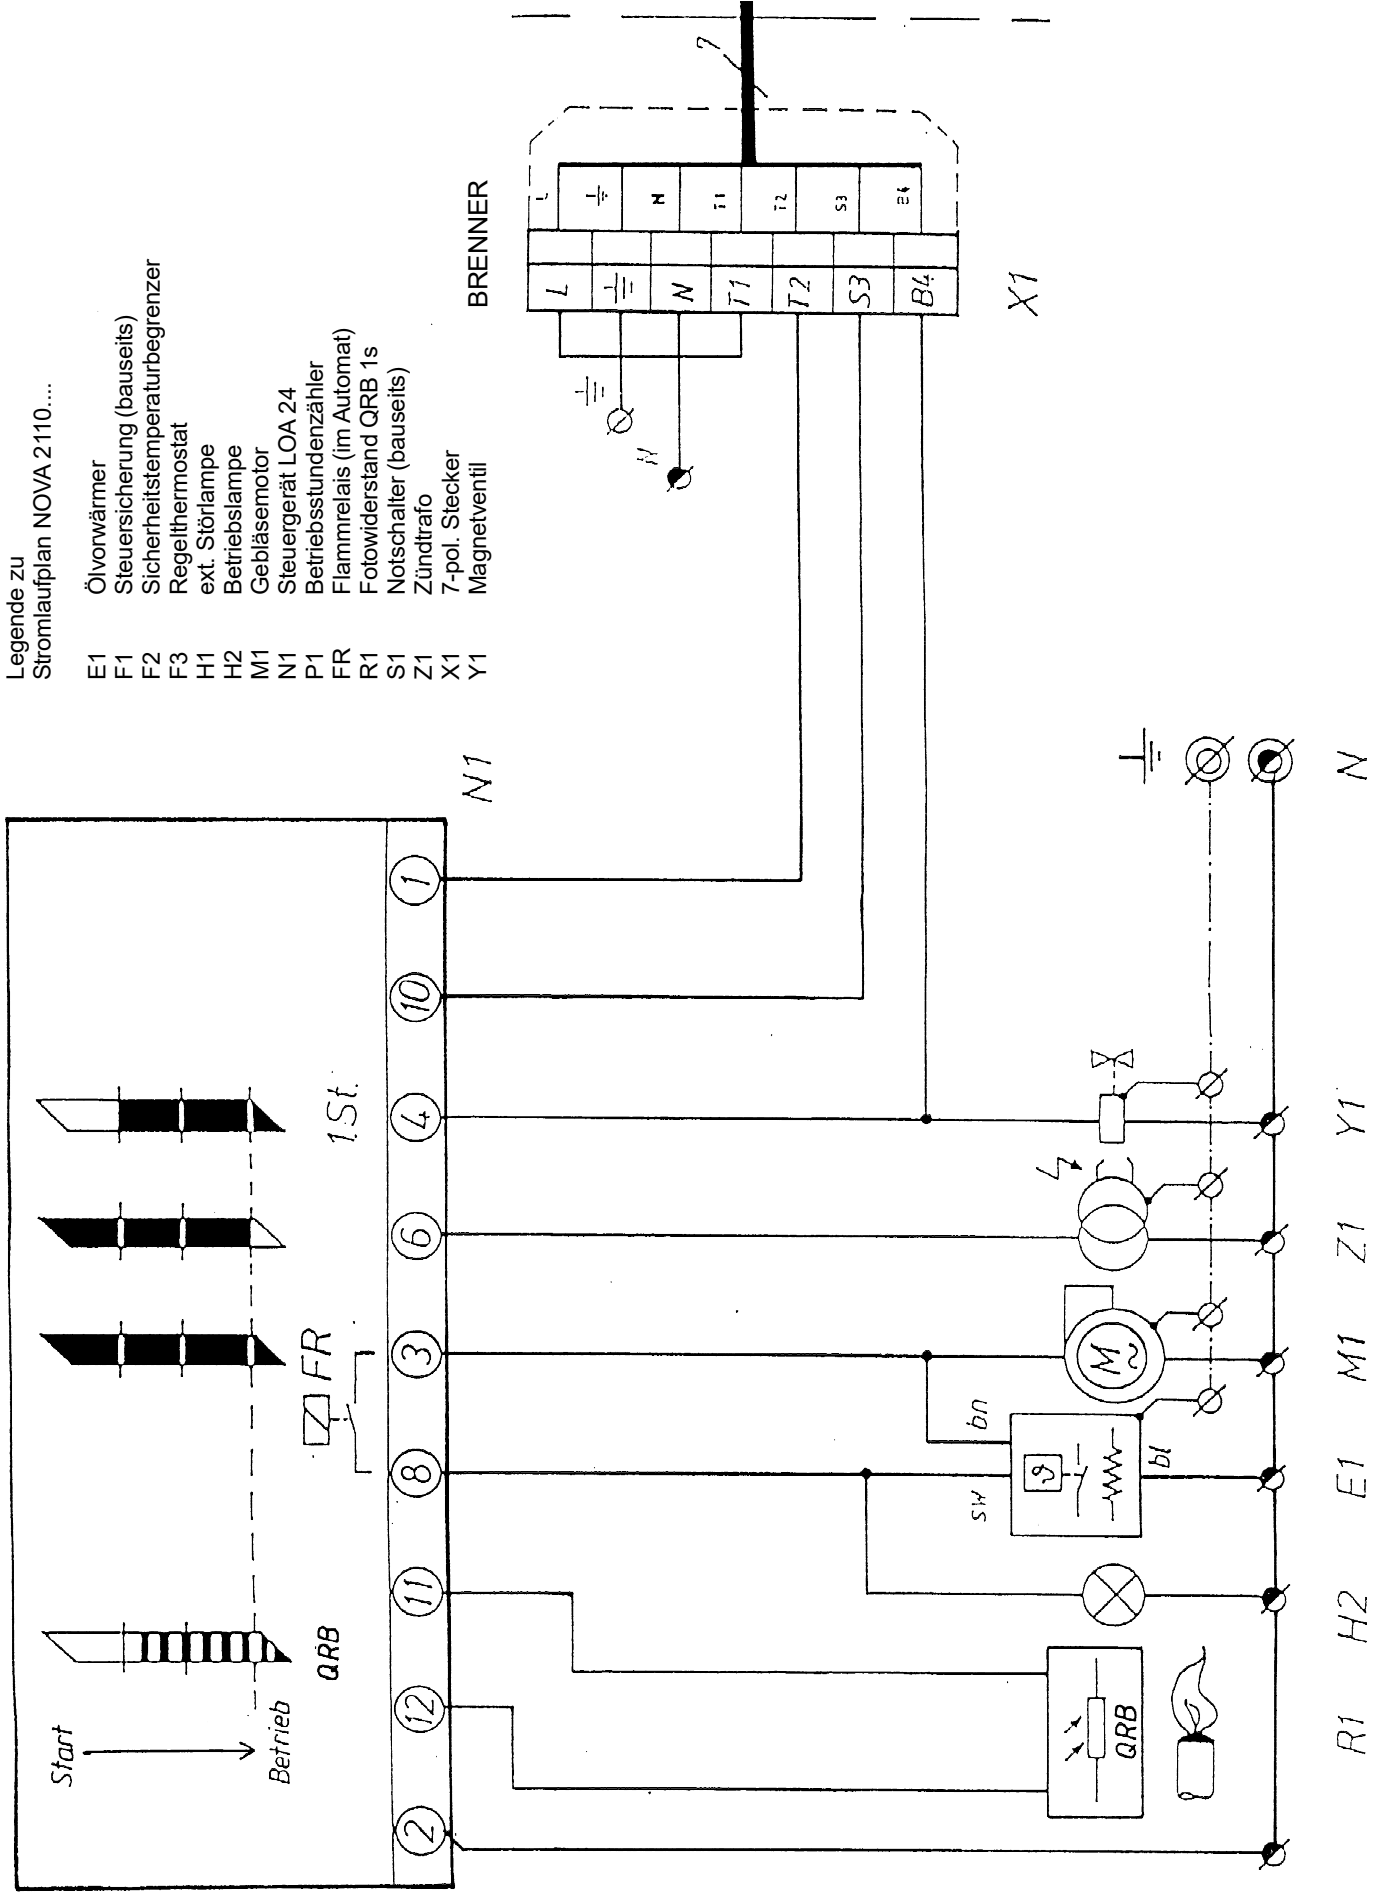 Legende zu
Stromlaufplan NOVA 2110....
E1 Ölvorwärmer
F1 Steuersicherung (bauseits)
F2 Sicherheitstemperaturbegrenzer
F3 Regelthermostat
H1 ext. Störlampe
H2 Betriebslampe
M1 Gebläsemotor
N1 Steuergerät LOA 24
P1 Betriebsstundenzähler
FR Flammrelais (im Automat)
R1 Fotowiderstand QRB 1s
S1 Notschalter (bauseits)
Z1 Zündtrafo
X1 7-pol. Stecker
Y1 Magnetventil
BRENNER
7
L
N
T1
T2
S3
B4
L
N
T1
T2
S3
B4
X1
N
Start
Betrieb
QRB
FR
1.St.
N1
2
12
11
8
3
6
4
10
1
sw
bn
ϑ
bl
M
~
QRB
R1
H2
E1
M1
Z1
Y1
N